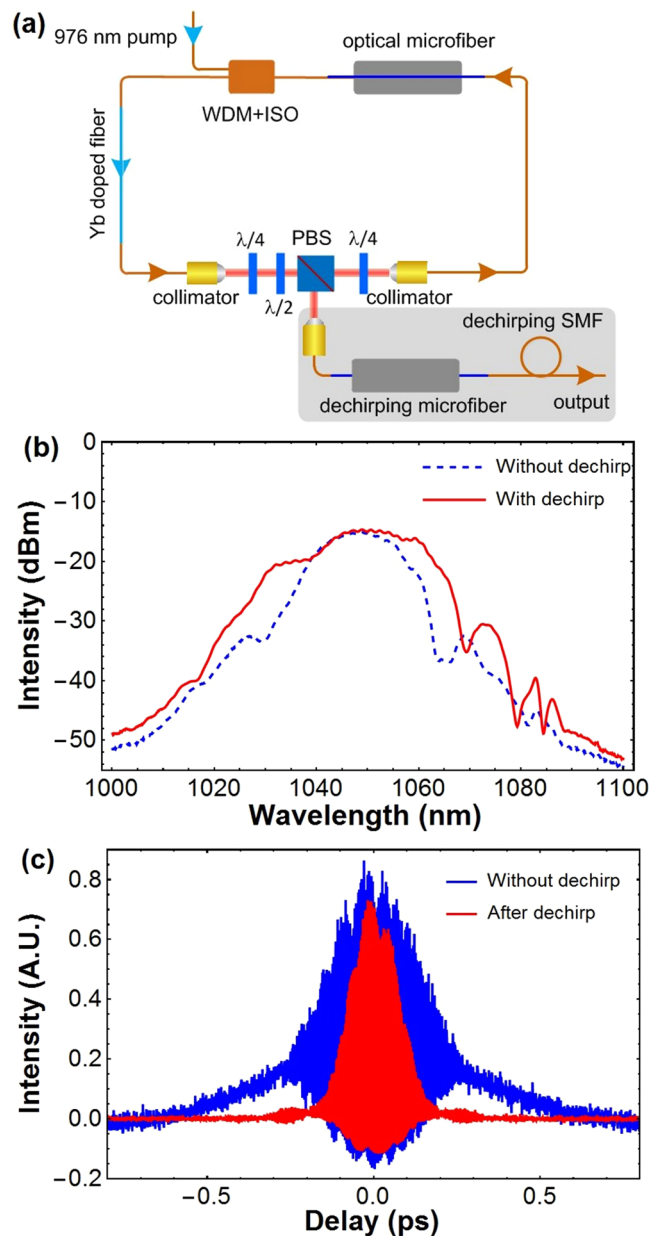 (a)
976 nm pump
optical microfiber
WDM+ISO
Yb doped fiber
λ/4
PBS
λ/4
collimator
λ/2
collimator
dechirping SMF
dechirping microfiber
output
(b)
0
−10
−20
−30
−40
−50
Intensity (dBm)
Without dechirp
With dechirp
1000
1020
1040
1060
1080
1100
Wavelength (nm)
(c)
0.8
0.6
0.4
0.2
0.0
−0.2
Intensity (A.U.)
Without dechirp
After dechirp
−0.5
0.0
0.5
Delay (ps)